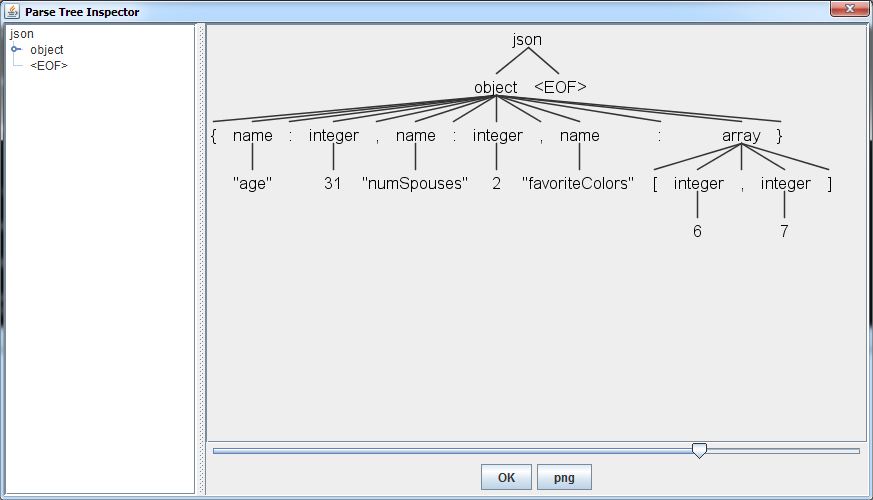 Parse Tree Inspector
json
object
<EOF>
json
object <EOF>
{ name : integer , name : integer , name : array }
"age" 31 "numSpouses" 2 "favoriteColors" [ integer , integer ]
6 7
OK png